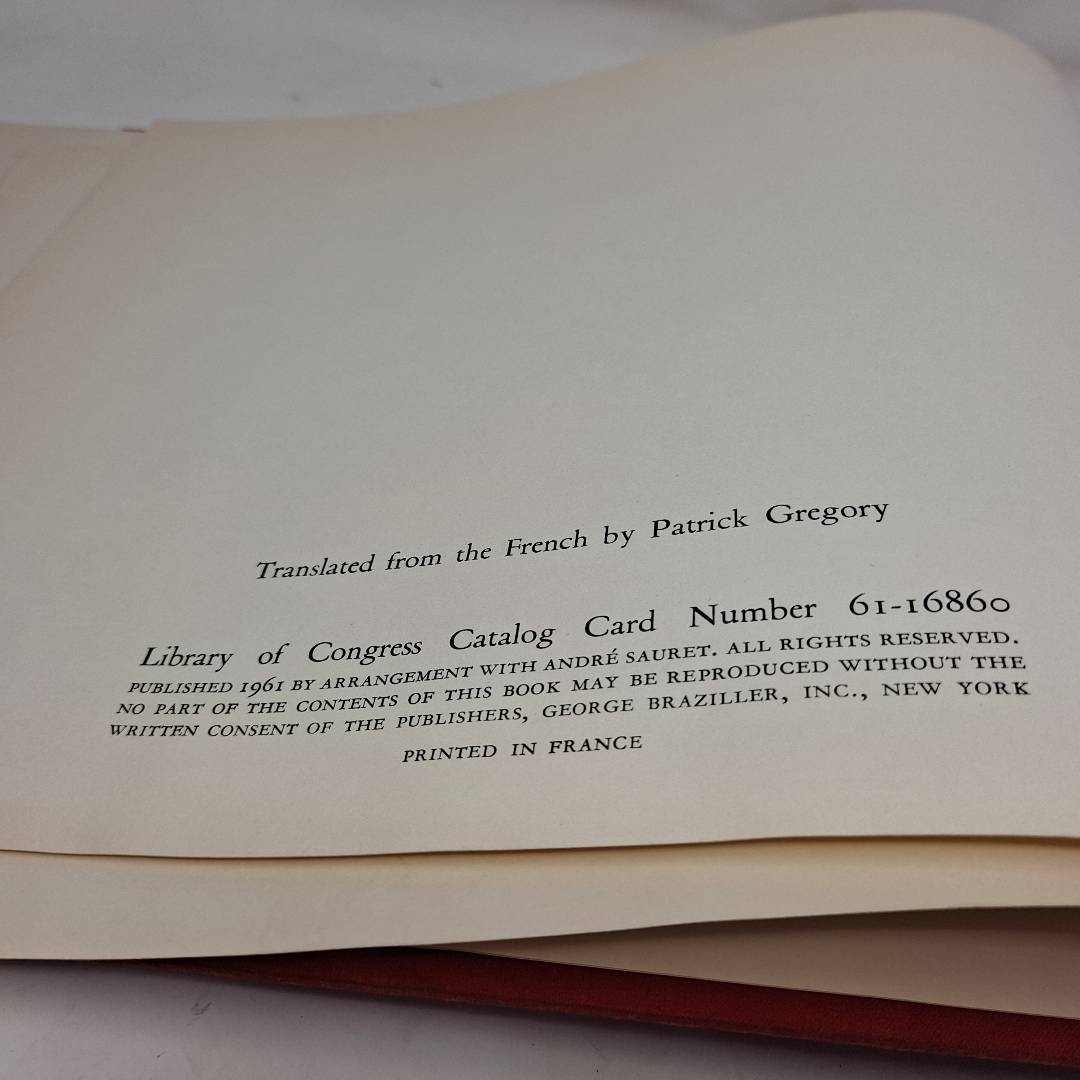 Translated from the French by Patrick Gregory
Library of Congress Catalog Card Number 61-16860
PUBLISHED 1961 BY ARRANGEMENT WITH ANDRÉ SAURET. ALL RIGHTS RESERVED.
NO PART OF THE CONTENTS OF THIS BOOK MAY BE REPRODUCED WITHOUT THE
WRITTEN CONSENT OF THE PUBLISHERS, GEORGE BRAZILLER, INC., NEW YORK
PRINTED IN FRANCE